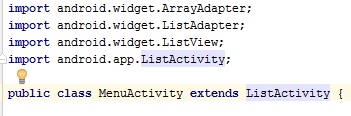 import android.widget.ArrayAdapter;
import android.widget.ListAdapter;
import android.widget.ListView;
import android.app.ListActivity;
public class MenuActivity extends ListActivity {